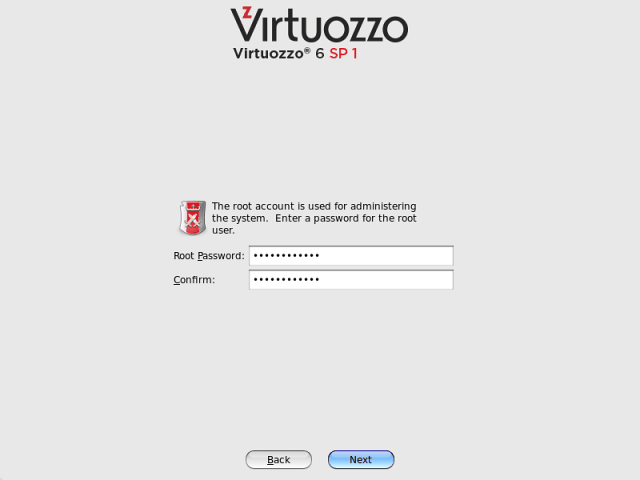 Virtuozzo
Virtuozzo® 6 SP 1
The root account is used for administering
the system.  Enter a password for the root
user.
Root Password: ••••••••••••
Confirm: ••••••••••••
Back Next